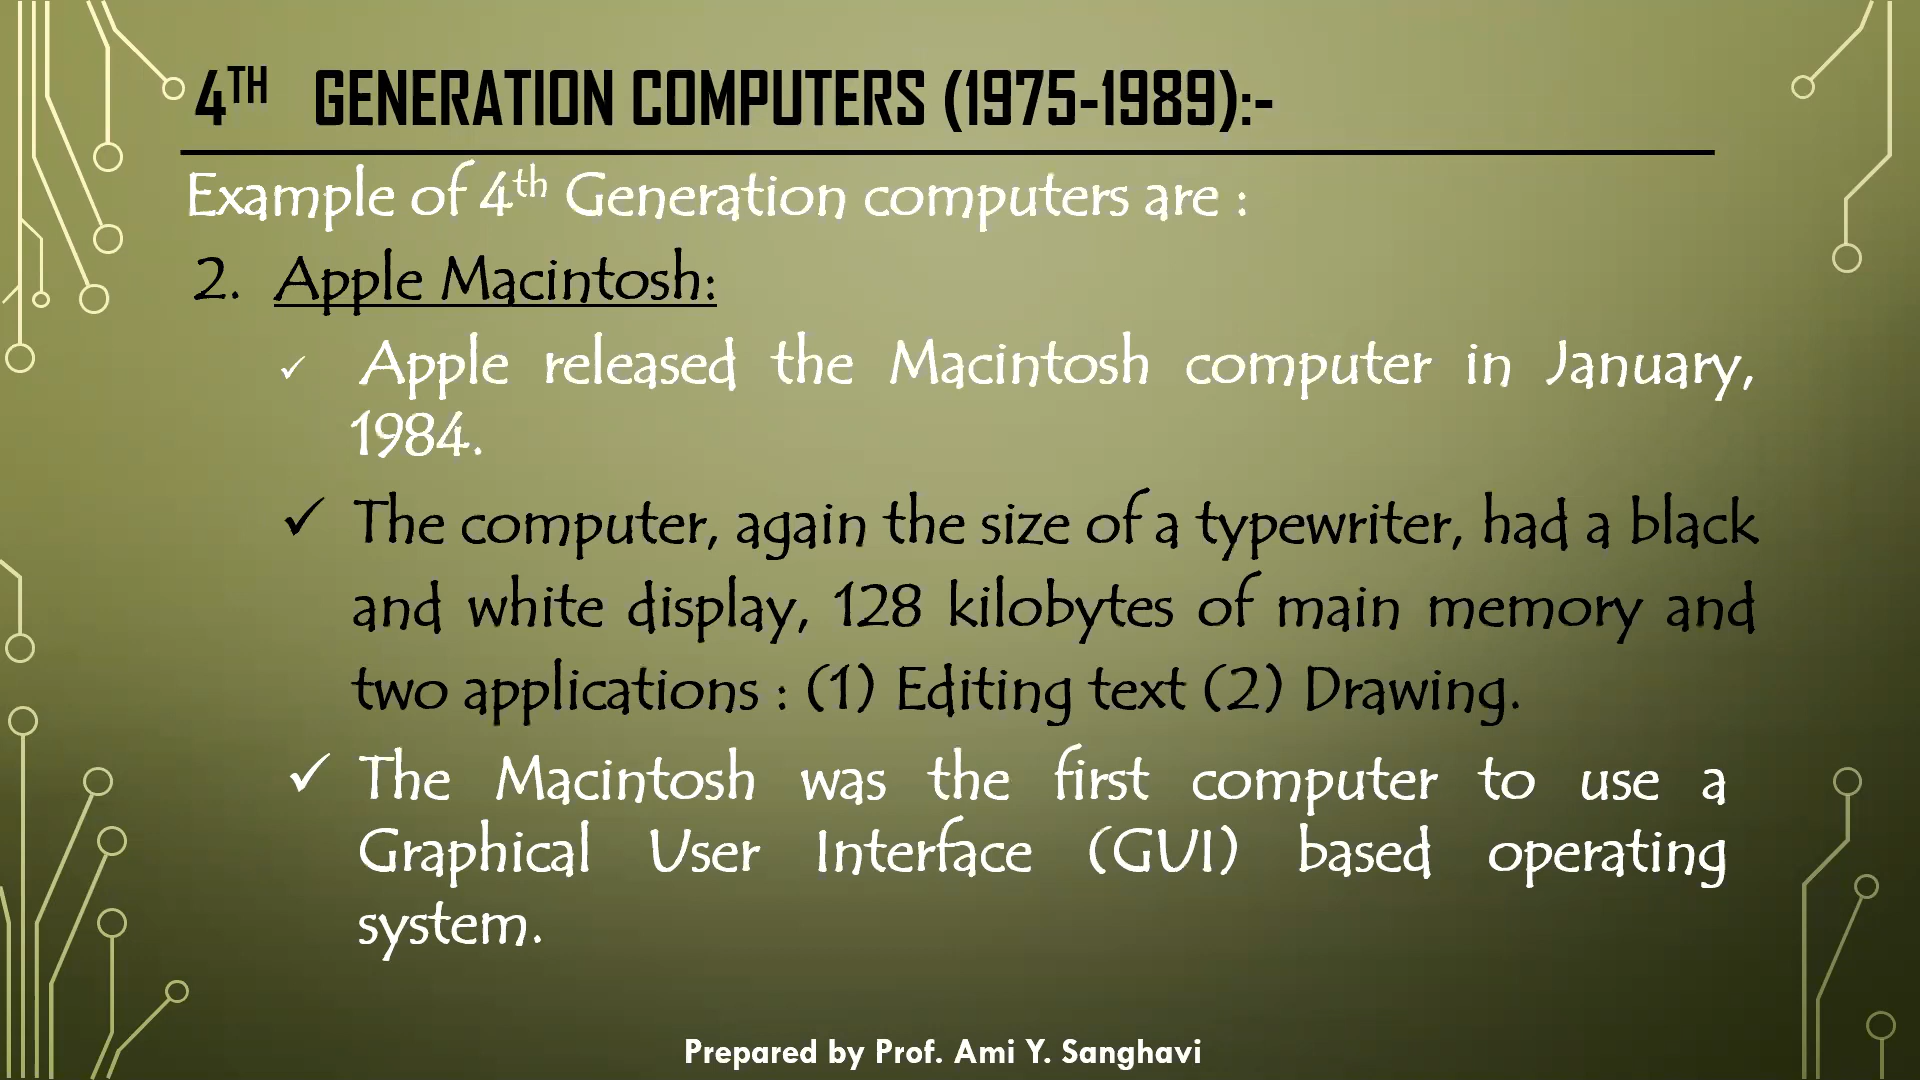 4TH GENERATION COMPUTERS (1975-1989):-
Example of 4th Generation computers are :
2. Apple Macintosh:
✓ Apple released the Macintosh computer in January,
1984.
✓ The computer, again the size of a typewriter, had a black
and white display, 128 kilobytes of main memory and
two applications : (1) Editing text (2) Drawing.
✓ The Macintosh was the first computer to use a
Graphical User Interface (GUI) based operating
system.
Prepared by Prof. Ami Y. Sanghavi